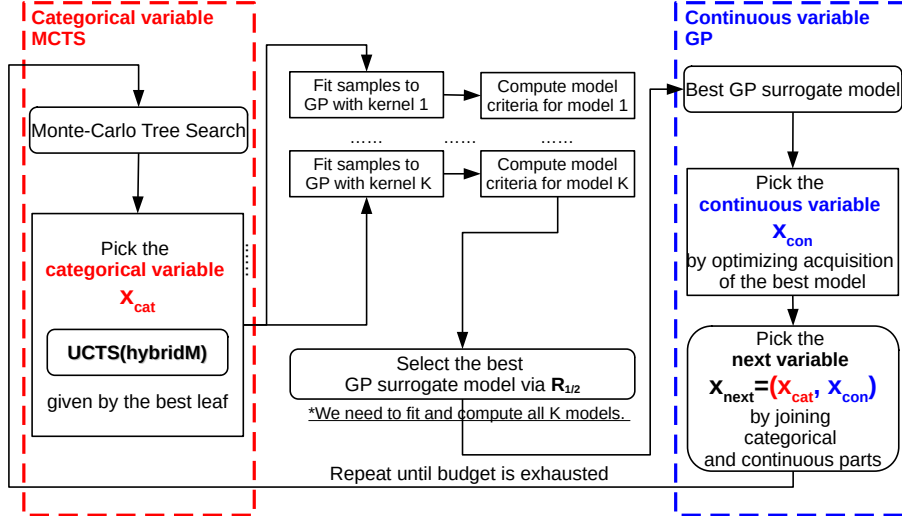 Categorical variable
MCTS
Monte-Carlo Tree Search
Pick the
categorical variable
x_cat
UCTS(hybridM)
given by the best leaf
......
Fit samples to
GP with kernel 1
Compute model
criteria for model 1
...... ...... ......
Fit samples to
GP with kernel K
Compute model
criteria for model K
Select the best
GP surrogate model via R_1/2
*We need to fit and compute all K models.
Continuous variable
GP
Best GP surrogate model
Pick the
continuous variable
x_con
by optimizing acquisition
of the best model
Pick the
next variable
x_next=(x_cat, x_con)
by joining
categorical
and continuous parts
Repeat until budget is exhausted